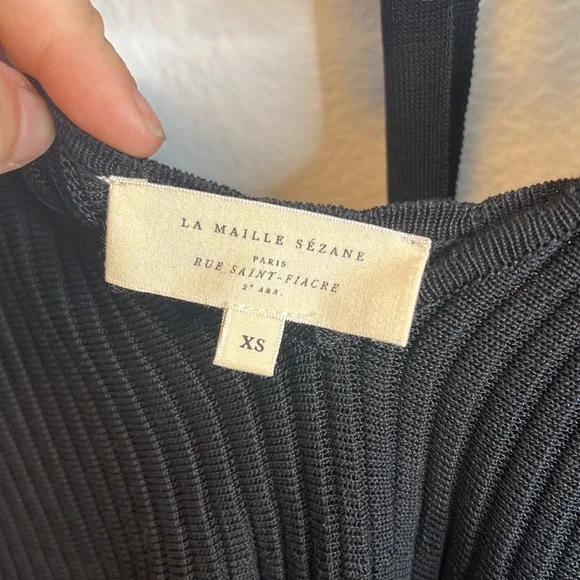 LA MAILLE SÉZANE
PARIS
RUE SAINT-FIACRE
2ᵉ ARR.
XS